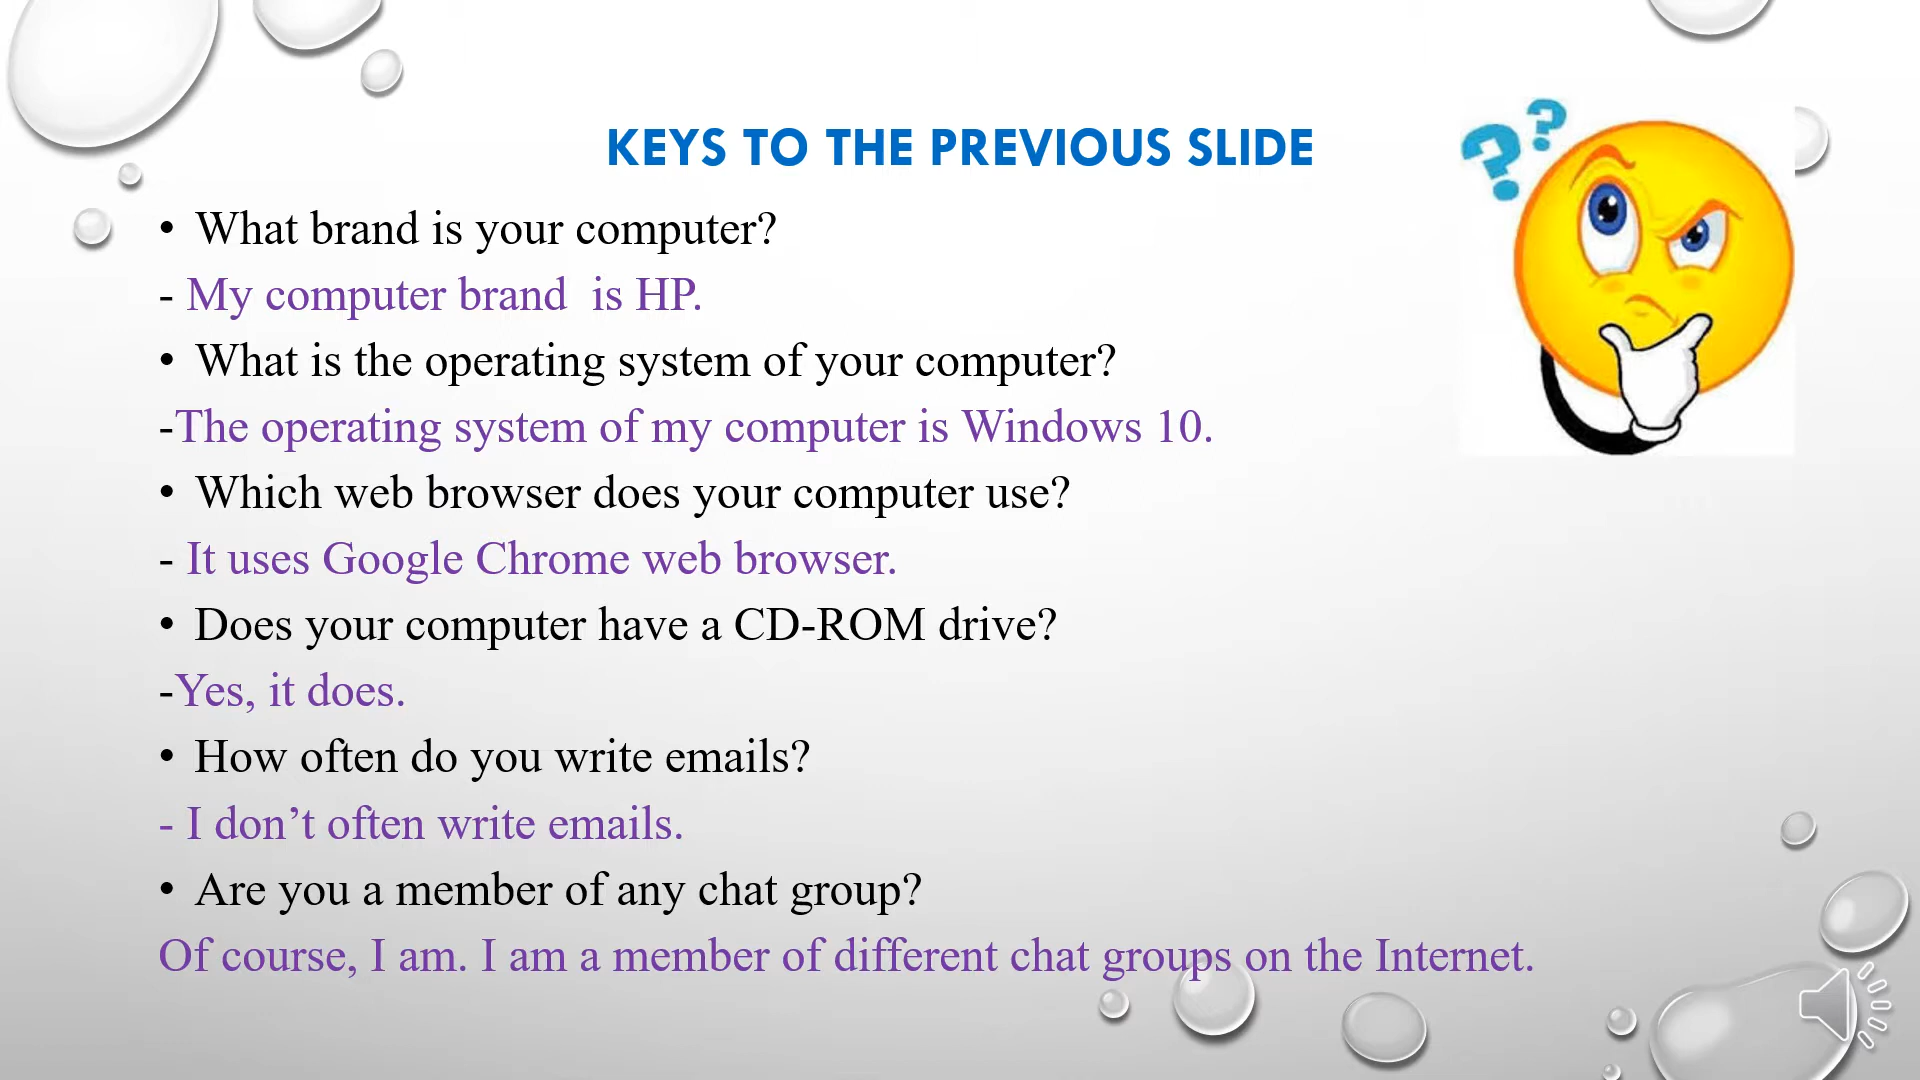 KEYS TO THE PREVIOUS SLIDE
• What brand is your computer?
- My computer brand  is HP.
• What is the operating system of your computer?
-The operating system of my computer is Windows 10.
• Which web browser does your computer use?
- It uses Google Chrome web browser.
• Does your computer have a CD-ROM drive?
-Yes, it does.
• How often do you write emails?
- I don’t often write emails.
• Are you a member of any chat group?
Of course, I am. I am a member of different chat groups on the Internet.